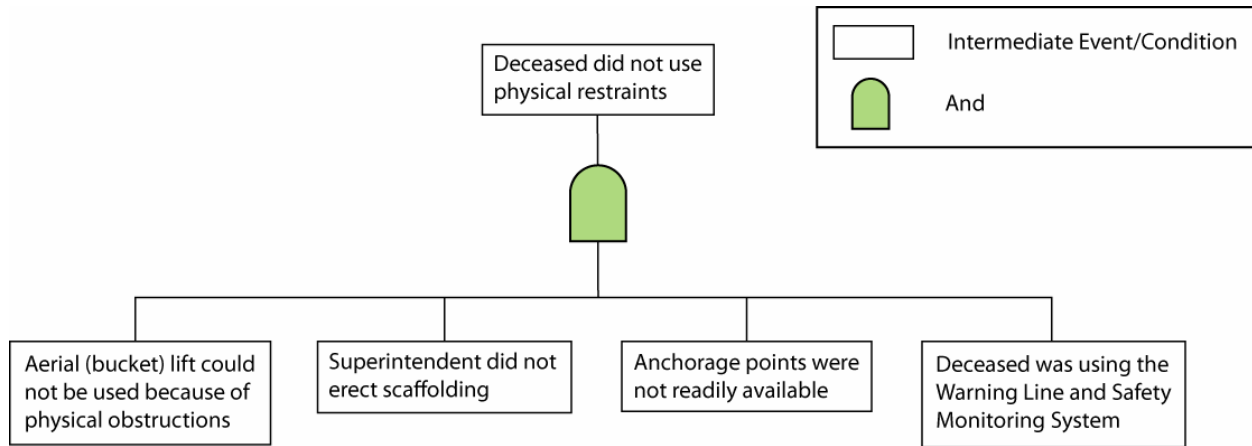 Intermediate Event/Condition
And
Deceased did not use
physical restraints
Aerial (bucket) lift could
not be used because of
physical obstructions
Superintendent did not
erect scaffolding
Anchorage points were
not readily available
Deceased was using the
Warning Line and Safety
Monitoring System